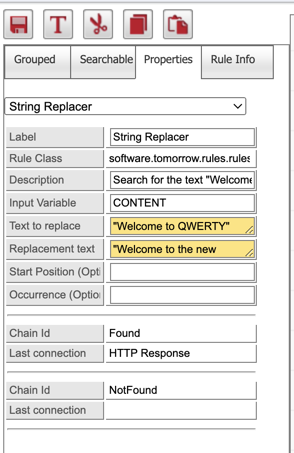 T
Grouped Searchable Properties Rule Info
String Replacer
Label String Replacer
Rule Class software.tomorrow.rules.rules
Description Search for the text "Welcome
Input Variable CONTENT
Text to replace "Welcome to QWERTY"
Replacement text "Welcome to the new
Start Position (Opti
Occurrence (Option
Chain Id Found
Last connection HTTP Response
Chain Id NotFound
Last connection